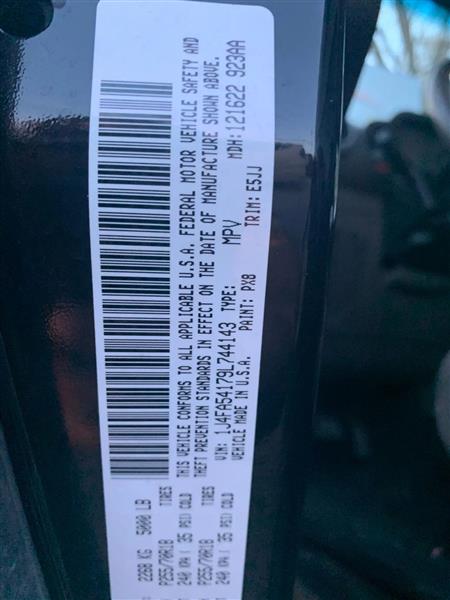 2268 KG 5000 LB
P255/70R18 TIRES
240 KPA/ 35 PSI) COLD
P255/70R18 TIRES
240 KPA/ 35 PSI) COLD
THIS VEHICLE CONFORMS TO ALL APPLICABLE U.S.A. FEDERAL MOTOR VEHICLE SAFETY AND
THEFT PREVENTION STANDARDS IN EFFECT ON THE DATE OF MANUFACTURE SHOWN ABOVE.
VIN: 1J4FA54179L744143 TYPE: MPV MDH: 121622 923AA
VEHICLE MADE IN U.S.A. PAINT: PX8 TRIM: E5JJ